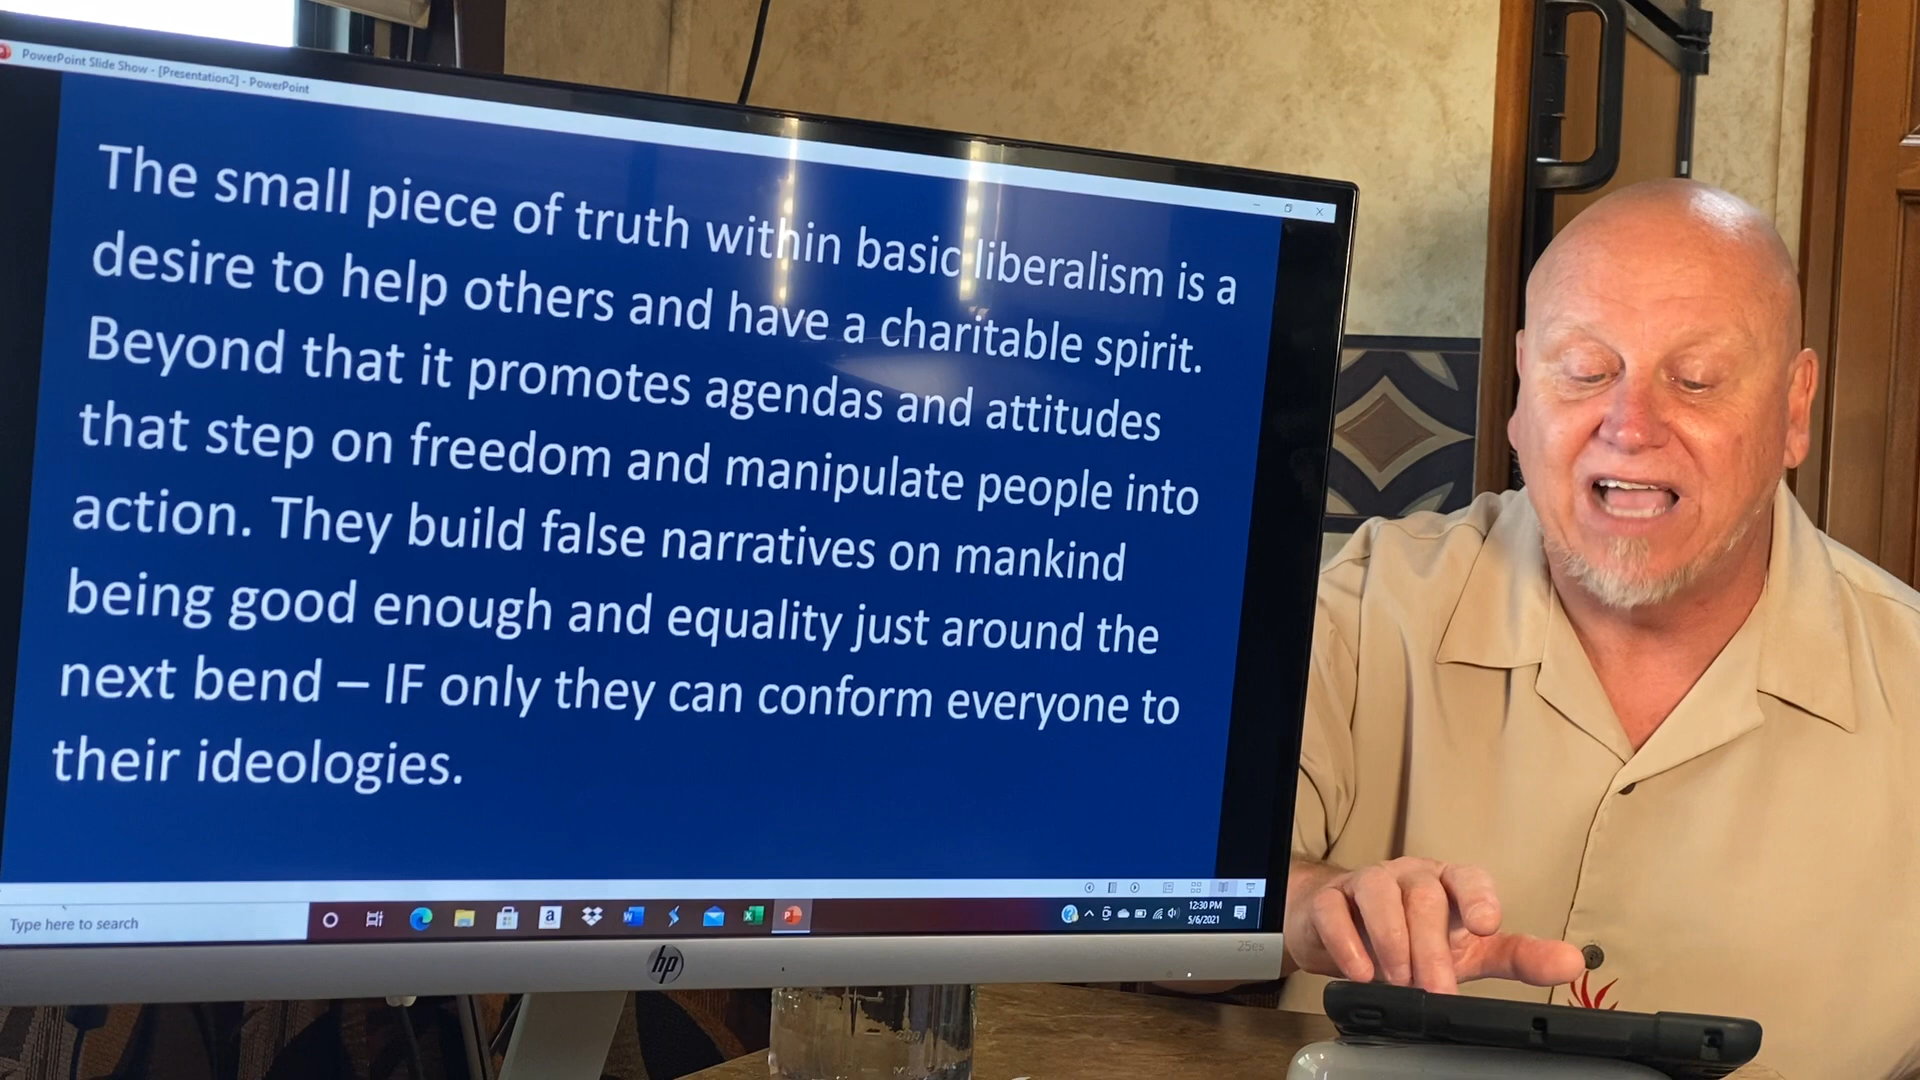 PowerPoint Slide Show - [Presentation2] - PowerPoint
The small piece of truth within basic liberalism is a
desire to help others and have a charitable spirit.
Beyond that it promotes agendas and attitudes
that step on freedom and manipulate people into
action. They build false narratives on mankind
being good enough and equality just around the
next bend – IF only they can conform everyone to
their ideologies.
Type here to search
12:30 PM
5/6/2021
hp
25es